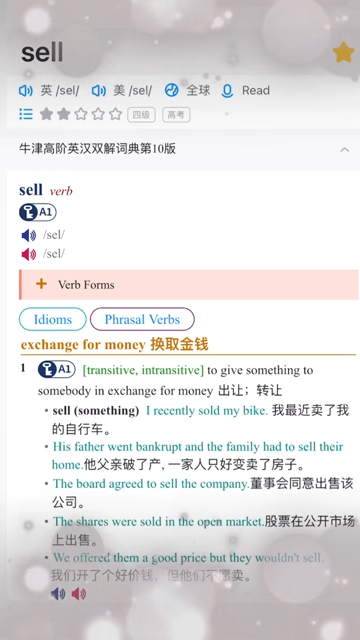 sell
英 /sel/ 美 /sel/ 全球 Read
四级 高考
牛津高阶英汉双解词典第10版
sell verb
A1
/sel/
/sel/
+ Verb Forms
Idioms Phrasal Verbs
exchange for money 换取金钱
1 A1 [transitive, intransitive] to give something to
somebody in exchange for money 出让；转让
• sell (something) I recently sold my bike. 我最近卖了我
的自行车。
• His father went bankrupt and the family had to sell their
home.他父亲破了产, 一家人只好变卖了房子。
• The board agreed to sell the company.董事会同意出售该
公司。
• The shares were sold in the open market.股票在公开市场
上出售。
• We offered them a good price but they wouldn't sell.
我们开了个好价钱，但他们不愿卖。